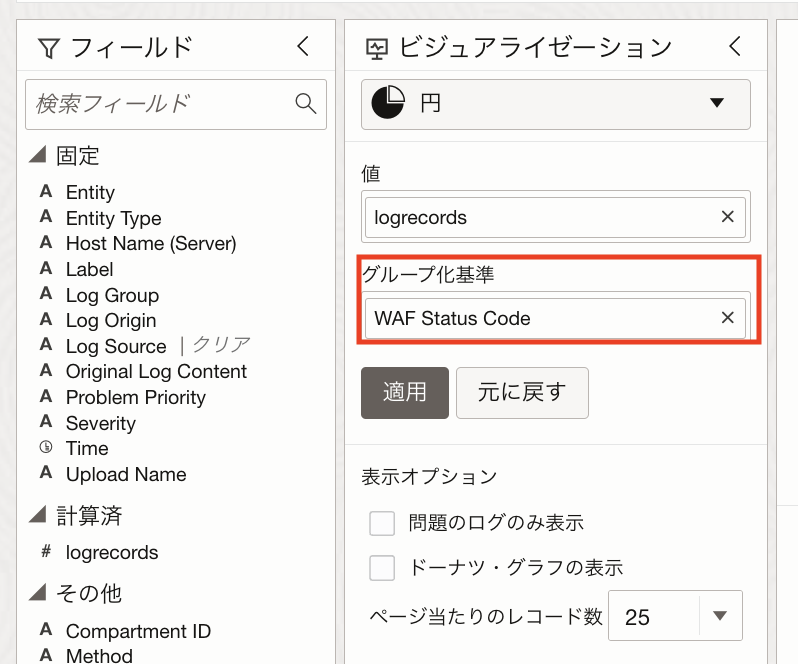 フィールド
検索フィールド
固定
A Entity
A Entity Type
A Host Name (Server)
A Label
A Log Group
A Log Origin
A Log Source | クリア
A Original Log Content
A Problem Priority
A Severity
Time
A Upload Name
計算済
# logrecords
その他
A Compartment ID
A Method
ビジュアライゼーション
円
値
logrecords
グループ化基準
WAF Status Code
適用 元に戻す
表示オプション
問題のログのみ表示
ドーナツ・グラフの表示
ページ当たりのレコード数 25